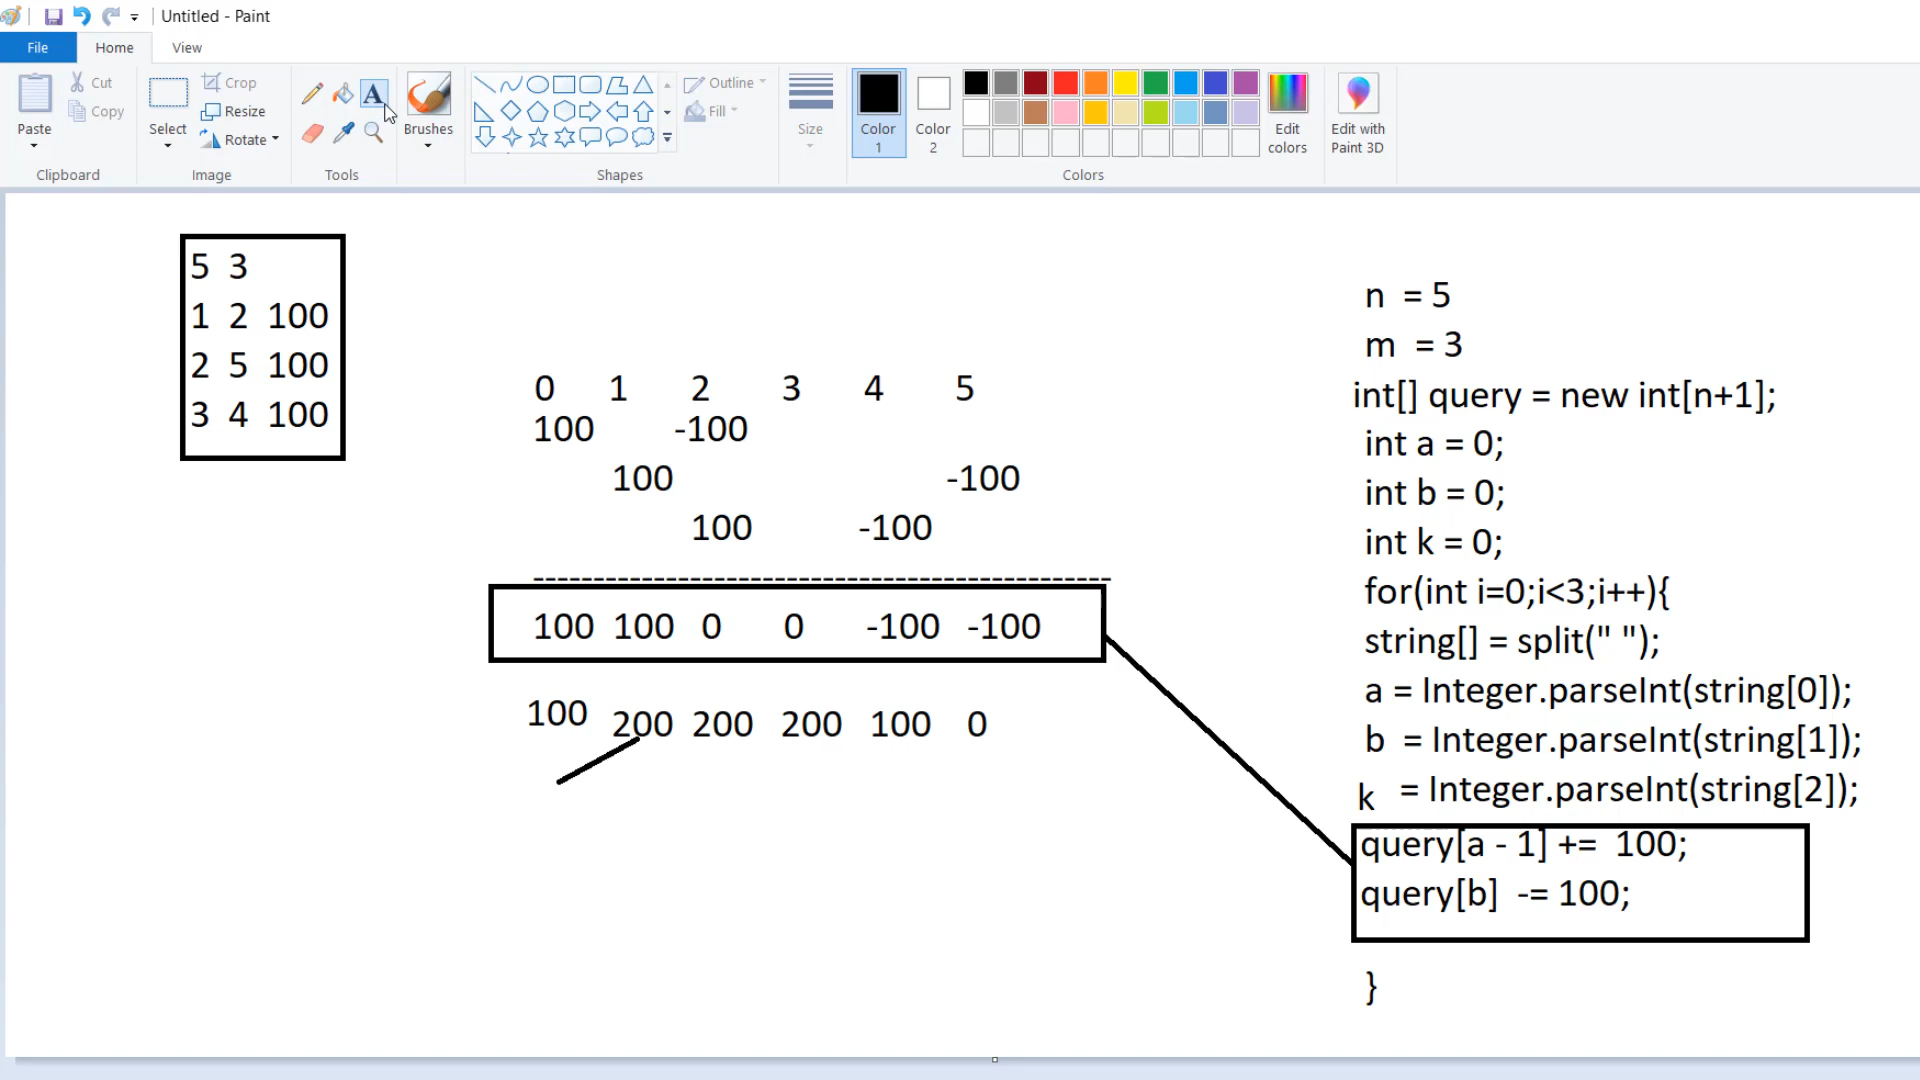 Untitled - Paint
File Home View
Paste
Cut
Copy
Clipboard
Select
Crop
Resize
Rotate
Image
A
Tools
Brushes
Shapes
Outline
Fill
Size
Color 1
Color 2
Colors
Edit colors
Edit with Paint 3D
5 3
1 2 100
2 5 100
3 4 100
0 1 2 3 4 5
100 -100
100 -100
100 -100
------------------------------------------------
100 100 0 0 -100 -100
100 200 200 200 100 0
n = 5
m = 3
int[] query = new int[n+1];
int a = 0;
int b = 0;
int k = 0;
for(int i=0;i<3;i++){
string[] = split(" ");
a = Integer.parseInt(string[0]);
b = Integer.parseInt(string[1]);
k = Integer.parseInt(string[2]);
query[a - 1] += 100;
query[b] -= 100;
}